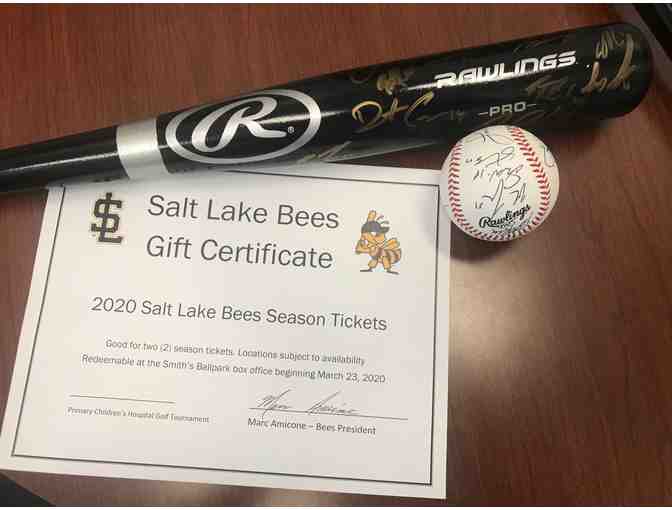 RAWLINGS
PRO
R
SL
Salt Lake Bees
Gift Certificate
2020 Salt Lake Bees Season Tickets
Good for two (2) season tickets. Locations subject to availability
Redeemable at the Smith's Ballpark box office beginning March 23, 2020
Primary Children's Hospital Golf Tournament
Marc Amicone
Marc Amicone – Bees President
Rawlings